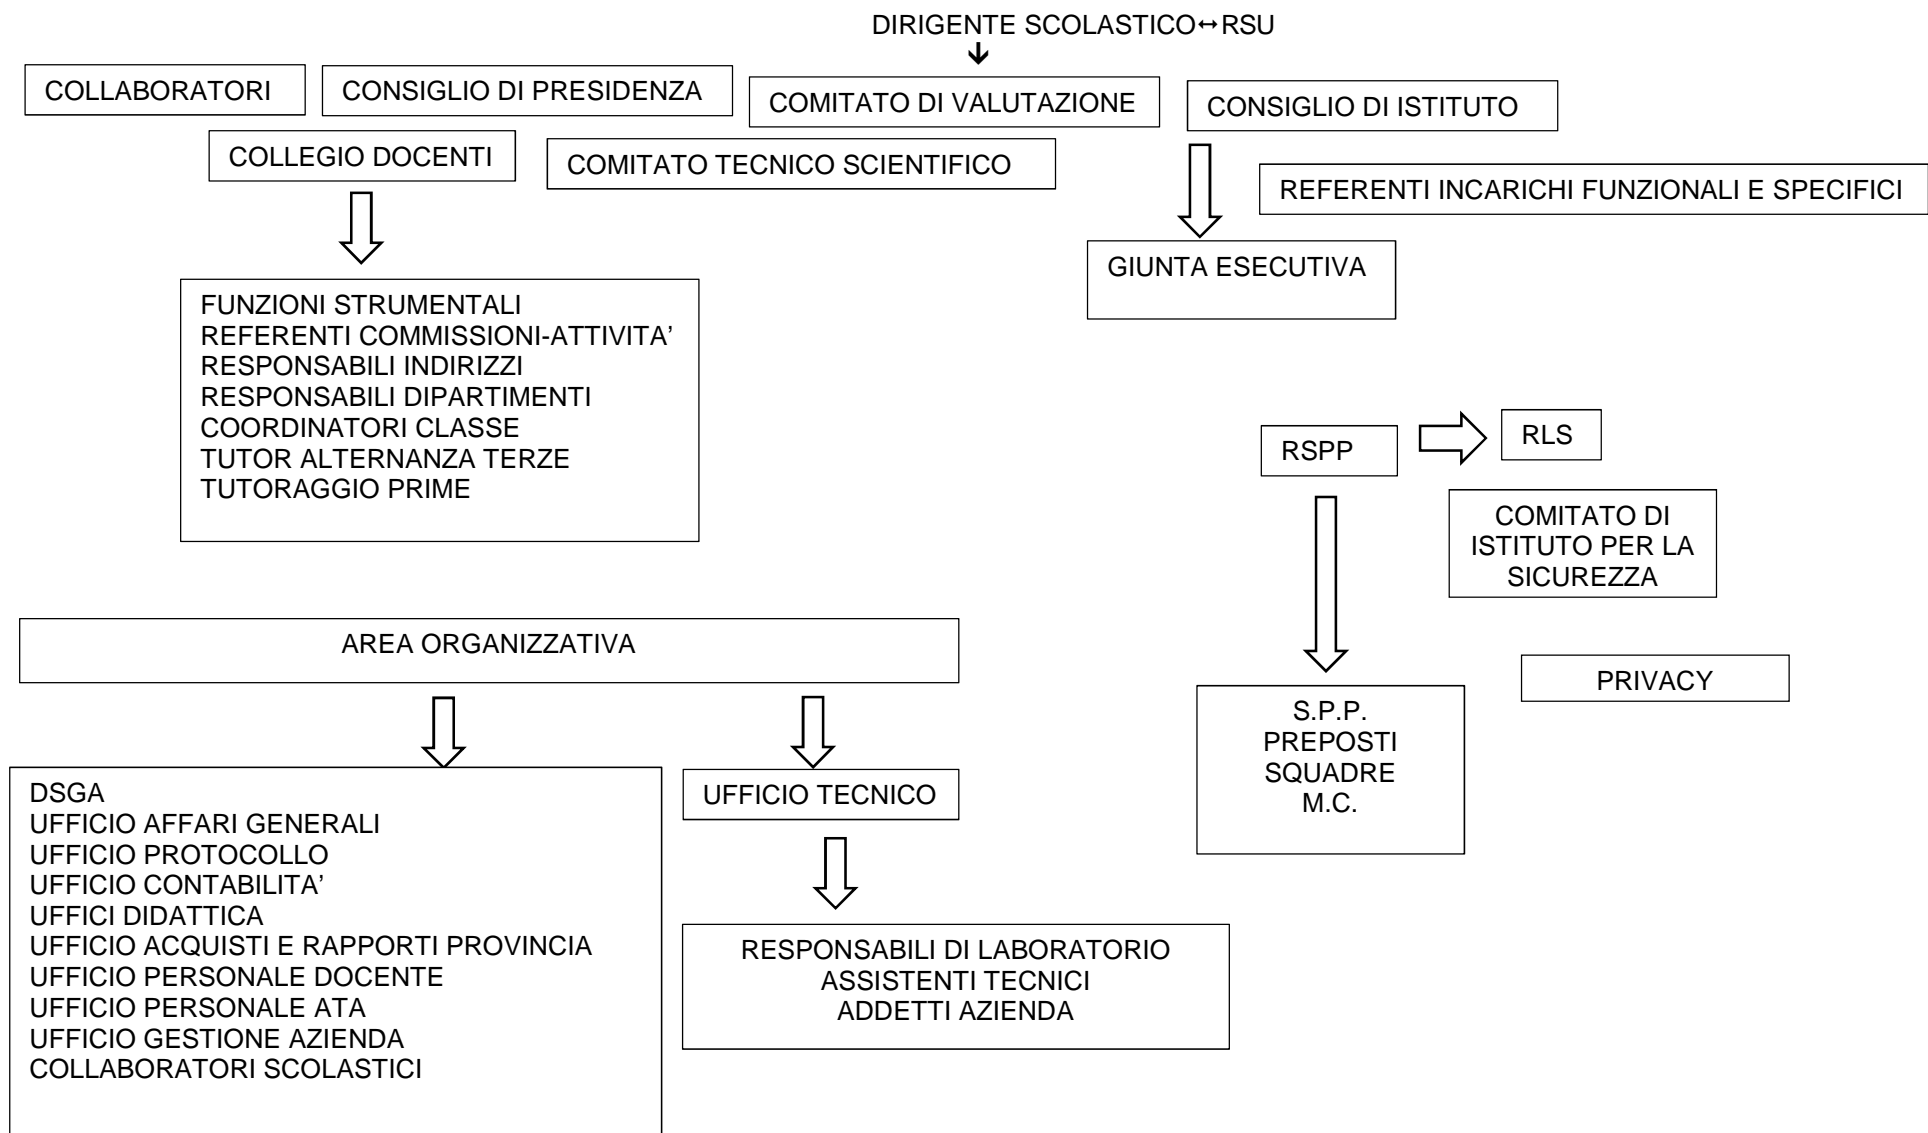 DIRIGENTE SCOLASTICO↔RSU
COLLABORATORI
CONSIGLIO DI PRESIDENZA
COMITATO DI VALUTAZIONE
CONSIGLIO DI ISTITUTO
COLLEGIO DOCENTI
COMITATO TECNICO SCIENTIFICO
REFERENTI INCARICHI FUNZIONALI E SPECIFICI
GIUNTA ESECUTIVA
FUNZIONI STRUMENTALI
REFERENTI COMMISSIONI-ATTIVITA’
RESPONSABILI INDIRIZZI
RESPONSABILI DIPARTIMENTI
COORDINATORI CLASSE
TUTOR ALTERNANZA TERZE
TUTORAGGIO PRIME
RSPP
RLS
COMITATO DI
ISTITUTO PER LA
SICUREZZA
AREA ORGANIZZATIVA
PRIVACY
S.P.P.
PREPOSTI
SQUADRE
M.C.
DSGA
UFFICIO AFFARI GENERALI
UFFICIO PROTOCOLLO
UFFICIO CONTABILITA’
UFFICI DIDATTICA
UFFICIO ACQUISTI E RAPPORTI PROVINCIA
UFFICIO PERSONALE DOCENTE
UFFICIO PERSONALE ATA
UFFICIO GESTIONE AZIENDA
COLLABORATORI SCOLASTICI
UFFICIO TECNICO
RESPONSABILI DI LABORATORIO
ASSISTENTI TECNICI
ADDETTI AZIENDA